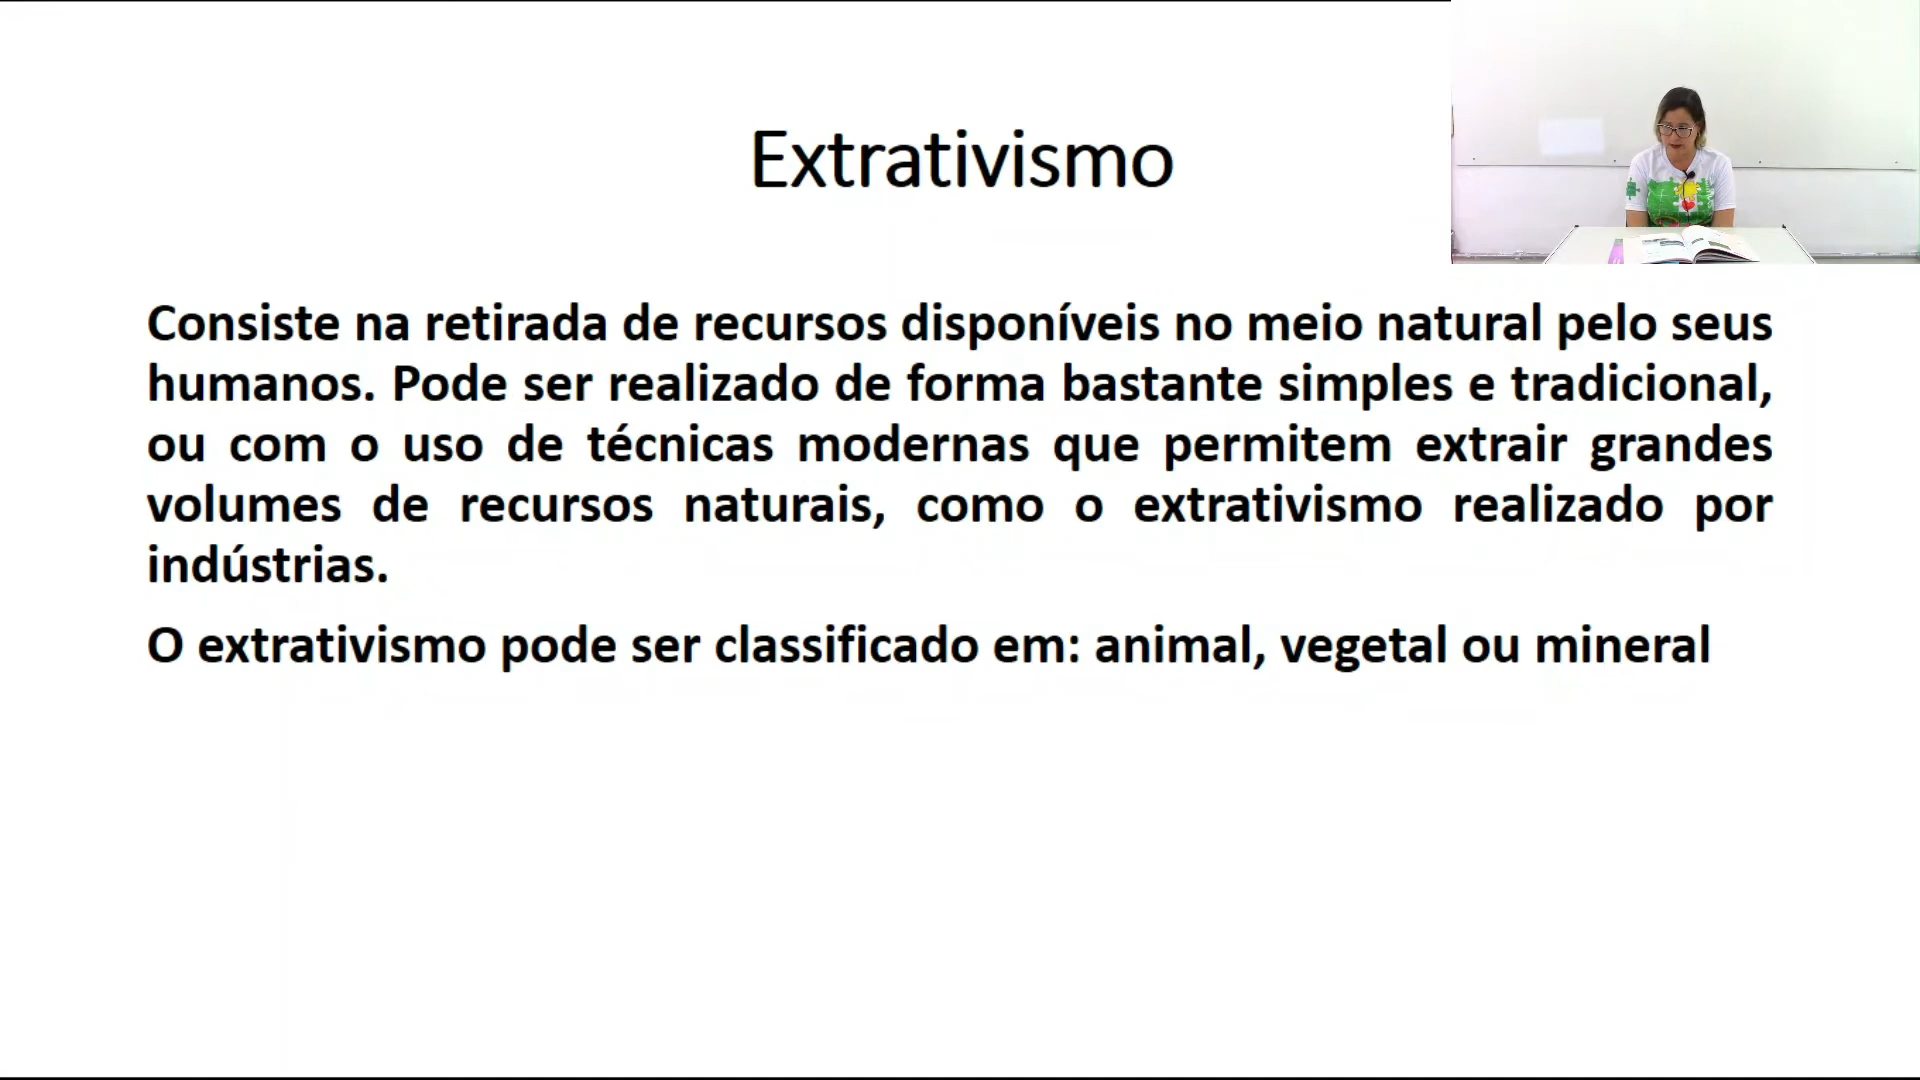 Extrativismo
Consiste na retirada de recursos disponíveis no meio natural pelo seus
humanos. Pode ser realizado de forma bastante simples e tradicional,
ou com o uso de técnicas modernas que permitem extrair grandes
volumes de recursos naturais, como o extrativismo realizado por
indústrias.
O extrativismo pode ser classificado em: animal, vegetal ou mineral